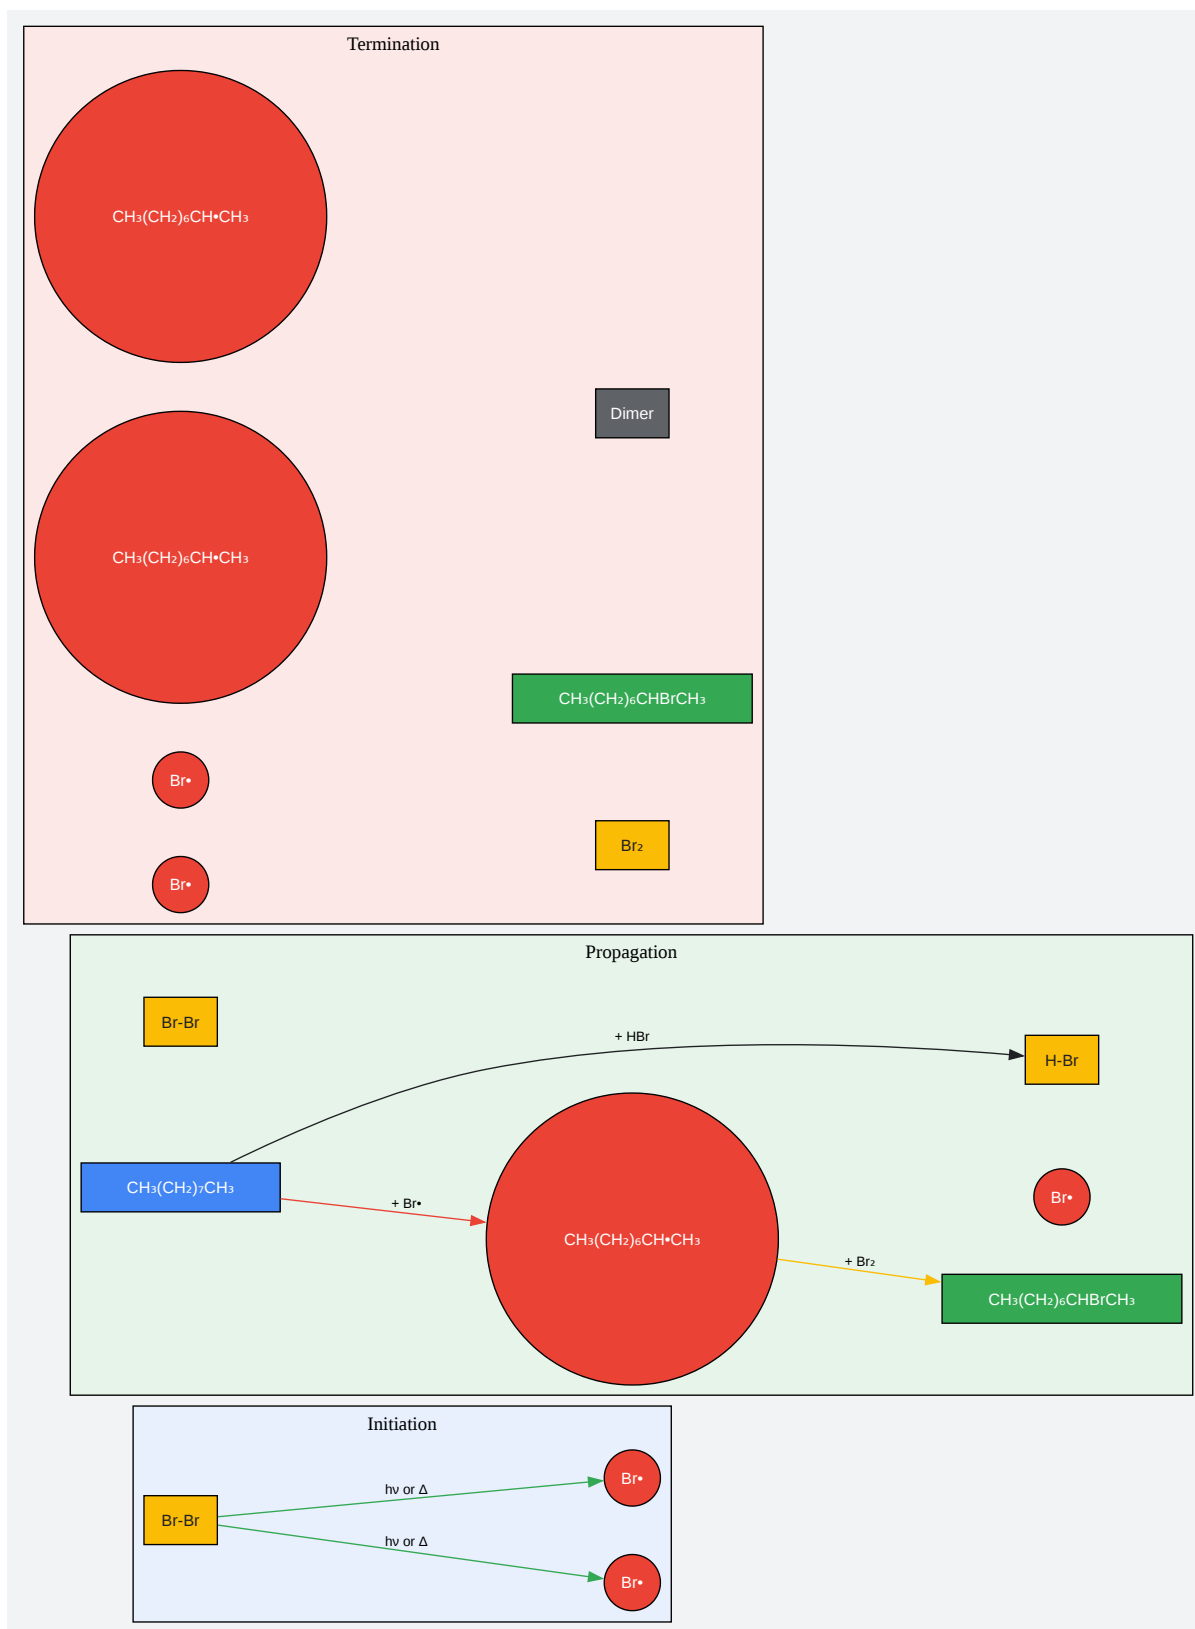 Termination
CH₃(CH₂)₆CH•CH₃
Dimer
CH₃(CH₂)₆CH•CH₃
CH₃(CH₂)₆CHBrCH₃
Br•
Br₂
Br•
Propagation
Br-Br
+ HBr
H-Br
CH₃(CH₂)₇CH₃
+ Br•
Br•
CH₃(CH₂)₆CH•CH₃
+ Br₂
CH₃(CH₂)₆CHBrCH₃
Initiation
Br•
hν or Δ
Br-Br
hν or Δ
Br•